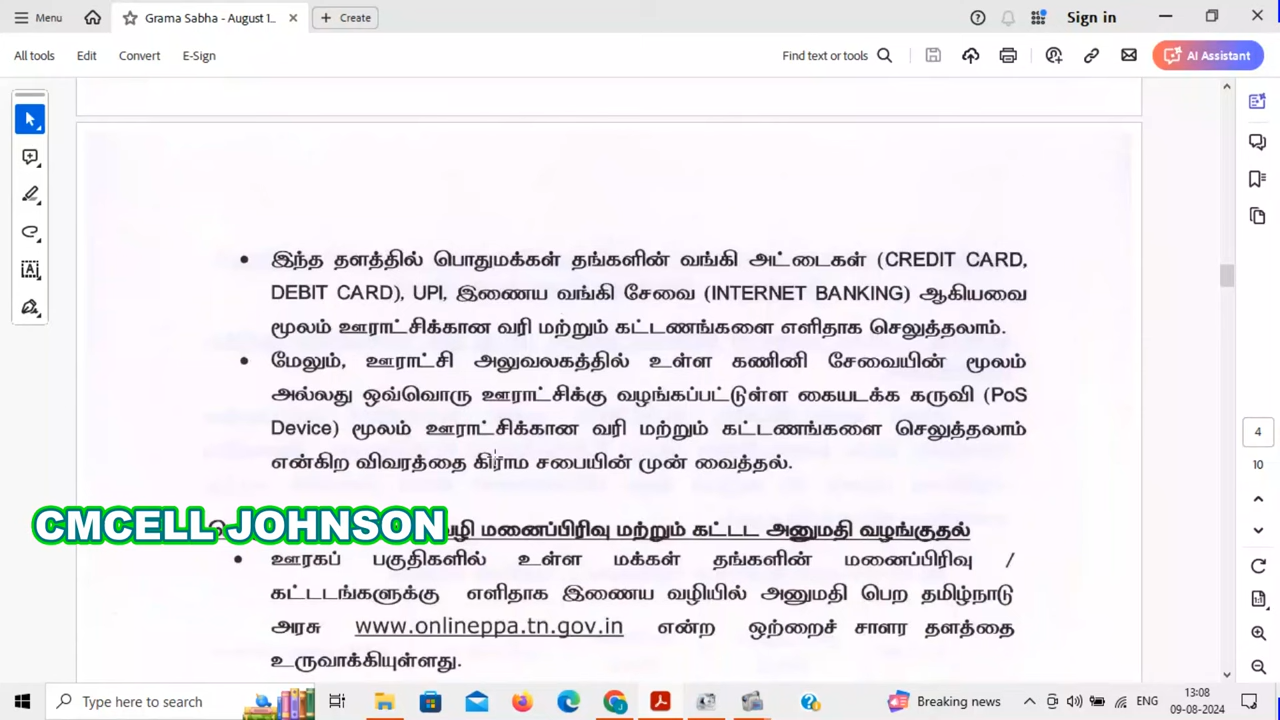 Menu
Grama Sabha - August 1...
Create
Sign in
All tools
Edit
Convert
E-Sign
Find text or tools
AI Assistant
இந்த தளத்தில் பொதுமக்கள் தங்களின் வங்கி அட்டைகள் (CREDIT CARD,
DEBIT CARD), UPI, இணைய வங்கி சேவை (INTERNET BANKING) ஆகியவை
மூலம் ஊராட்சிக்கான வரி மற்றும் கட்டணங்களை எளிதாக செலுத்தலாம்.
மேலும், ஊராட்சி அலுவலகத்தில் உள்ள கணினி சேவையின் மூலம்
அல்லது ஒவ்வொரு ஊராட்சிக்கு வழங்கப்பட்டுள்ள கையடக்க கருவி (PoS
Device) மூலம் ஊராட்சிக்கான வரி மற்றும் கட்டணங்களை செலுத்தலாம்
என்கிற விவரத்தை கிராம சபையின் முன் வைத்தல்.
CMCELL JOHNSON
வழி மனைப்பிரிவு மற்றும் கட்டட அனுமதி வழங்குதல்
ஊரகப் பகுதிகளில் உள்ள மக்கள் தங்களின் மனைப்பிரிவு /
கட்டடங்களுக்கு எளிதாக இணைய வழியில் அனுமதி பெற தமிழ்நாடு
அரசு www.onlineppa.tn.gov.in என்ற ஒற்றைச் சாளர தளத்தை
உருவாக்கியுள்ளது.
4
10
Type here to search
Breaking news
ENG
13:08
09-08-2024